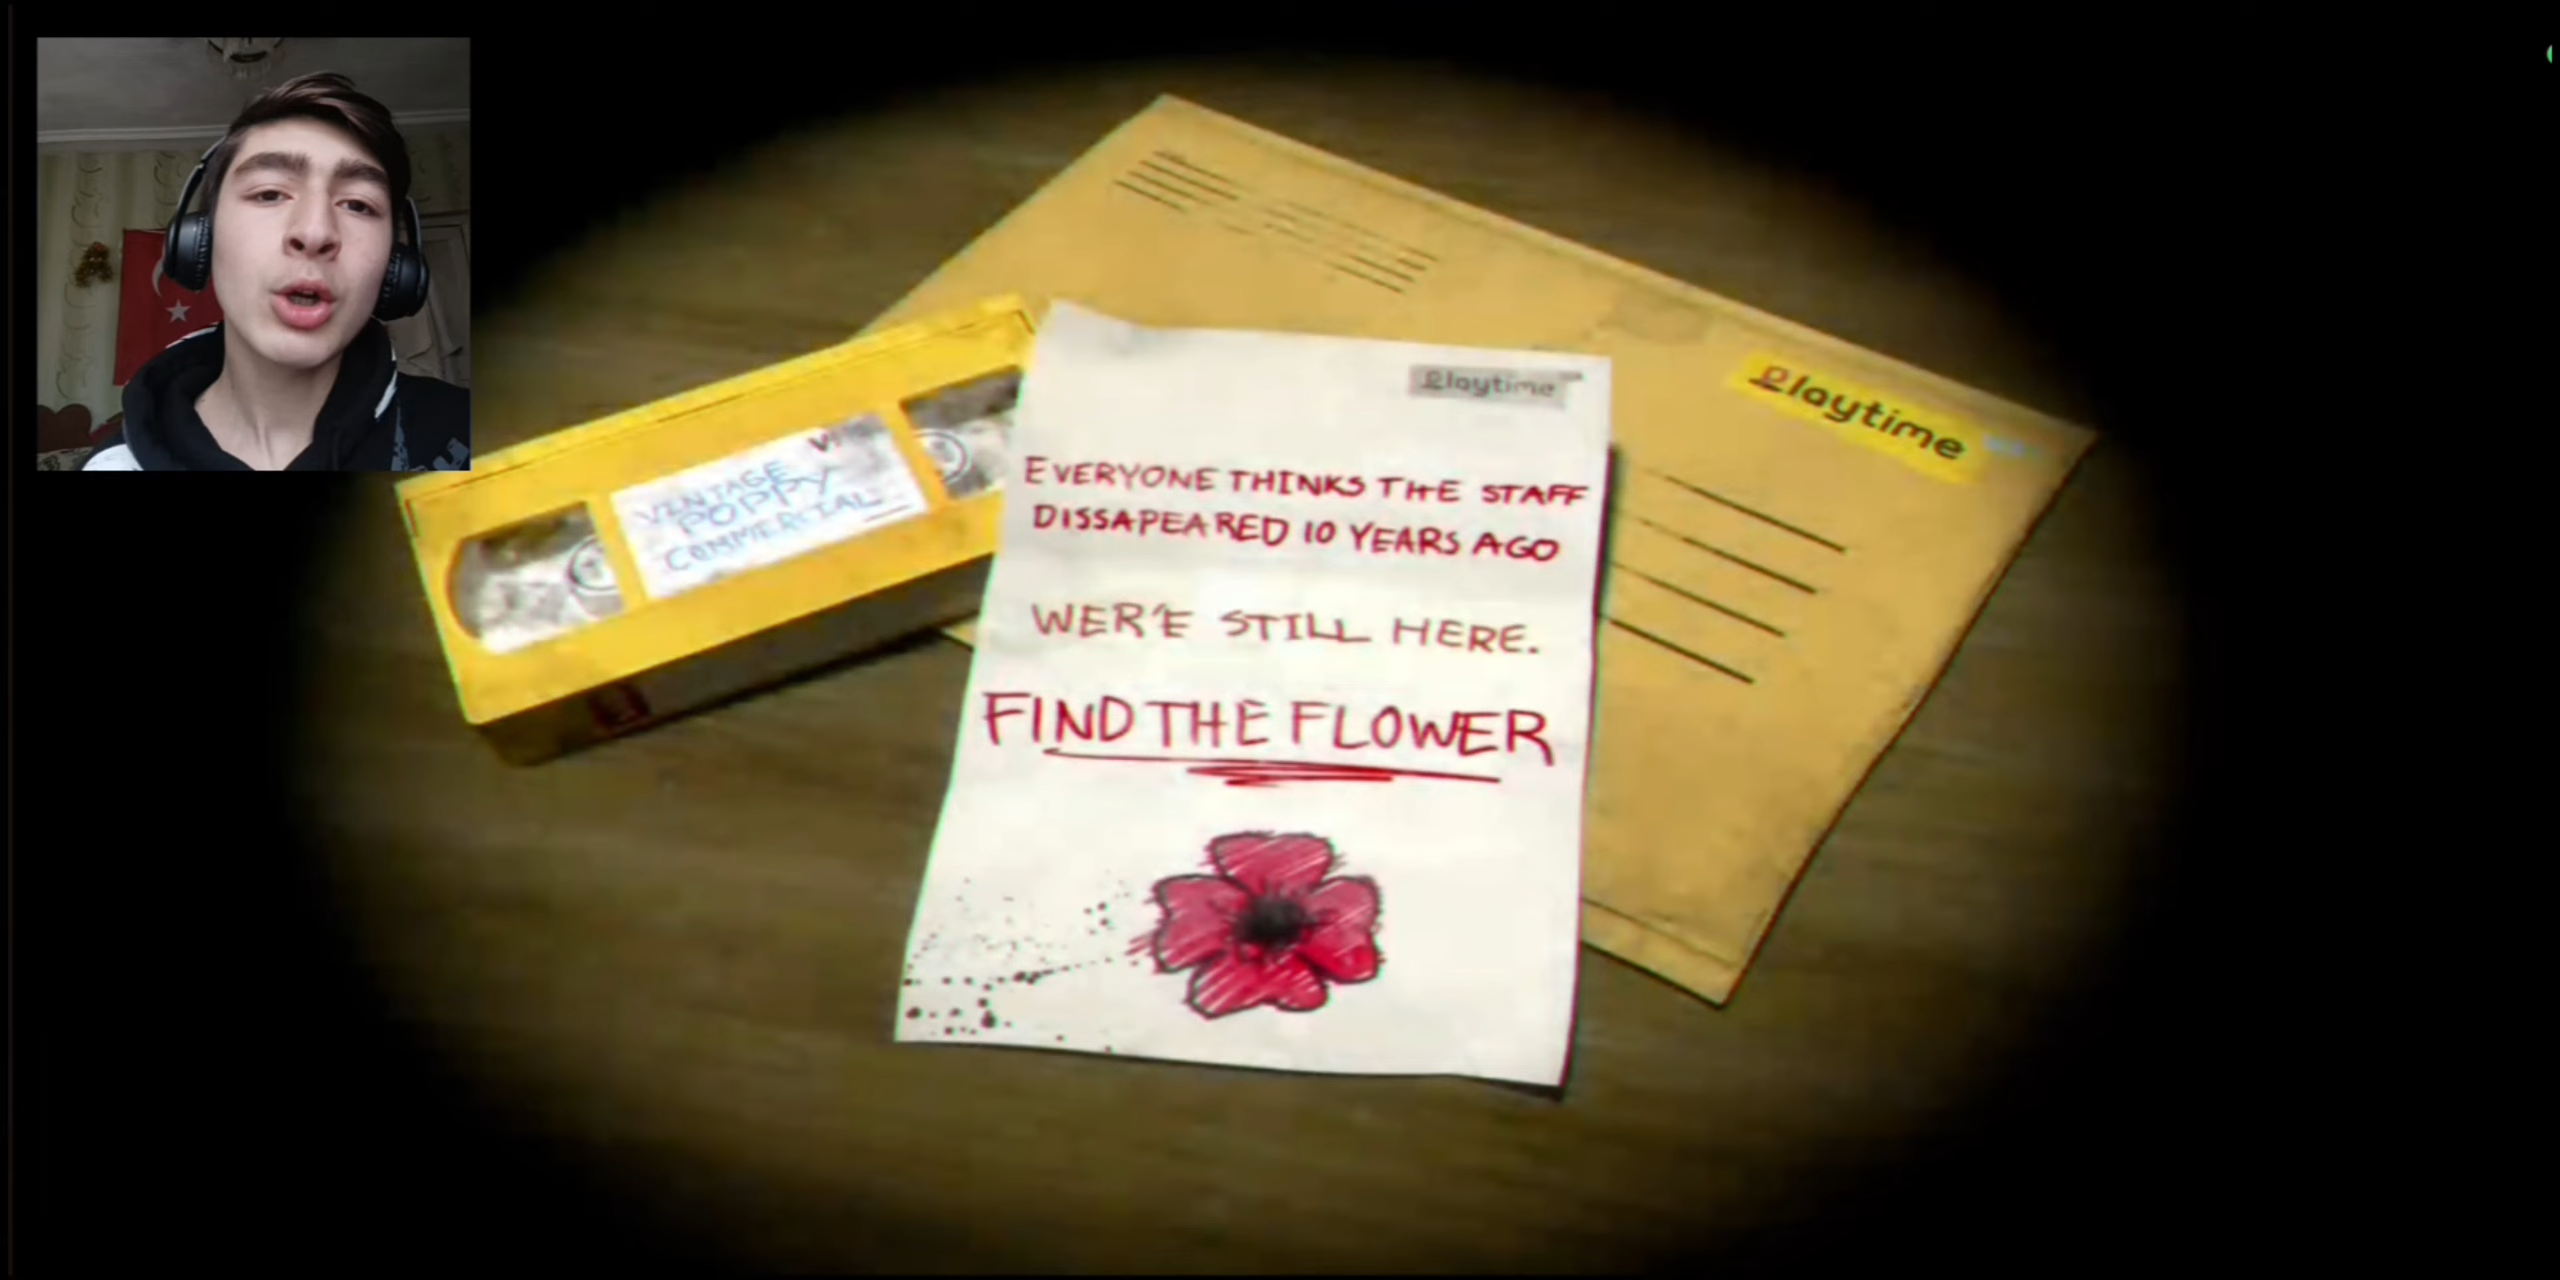 Playtime
Playtime
VINTAGE
POPPY
COMMERCIAL
EVERYONE THINKS THE STAFF
DISSAPEARED 10 YEARS AGO
WER'E STILL HERE.
FIND THE FLOWER